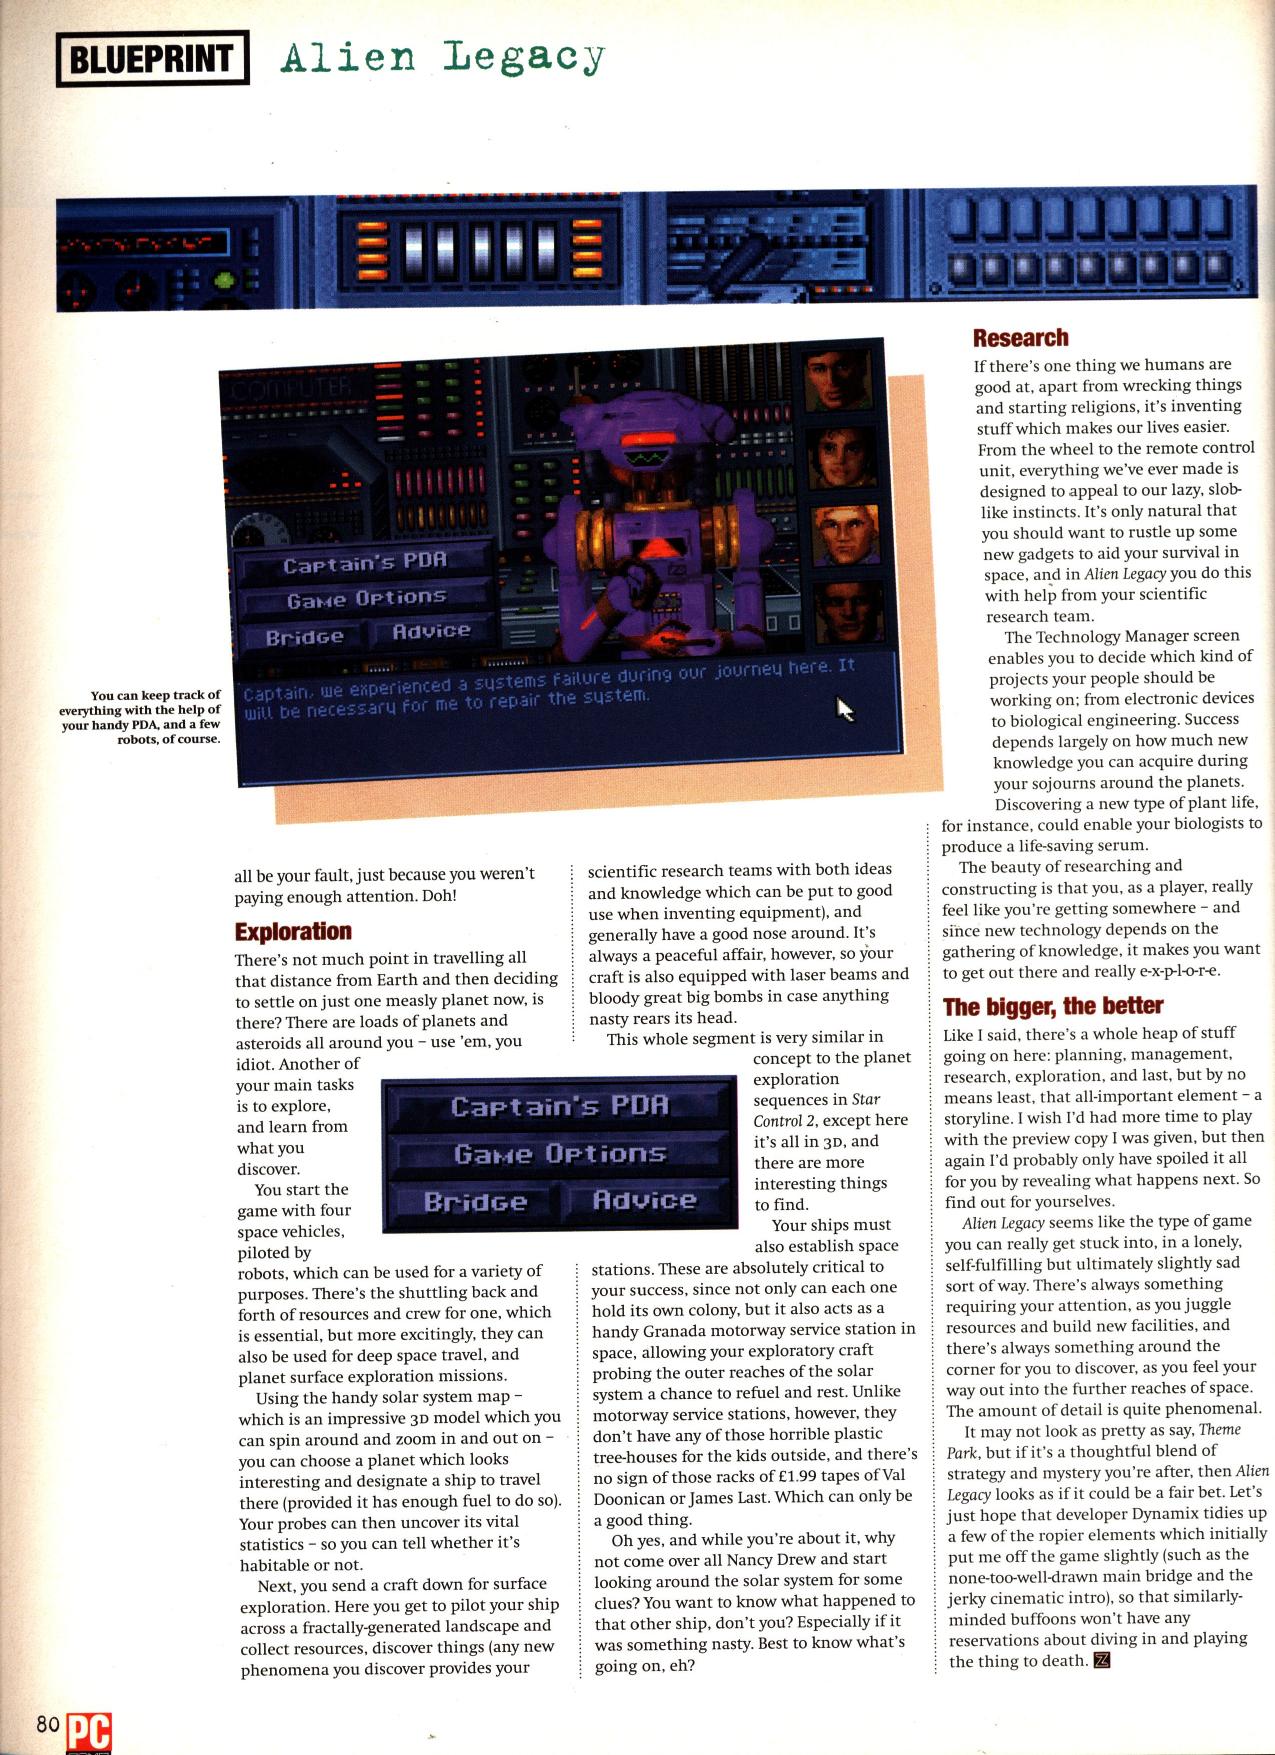 BLUEPRINT Alien Legacy
COMPUTER
Captain's PDA
Game Options
Bridge
Advice
Captain, we experienced a systems failure during our journey here. It
will be necessary for me to repair the system.
You can keep track of
everything with the help of
your handy PDA, and a few
robots, of course.
all be your fault, just because you weren't
paying enough attention. Doh!
Exploration
There's not much point in travelling all
that distance from Earth and then deciding
to settle on just one measly planet now, is
there? There are loads of planets and
asteroids all around you – use 'em, you
idiot. Another of
your main tasks
is to explore,
and learn from
what you
discover.
You start the
game with four
space vehicles,
piloted by
robots, which can be used for a variety of
purposes. There's the shuttling back and
forth of resources and crew for one, which
is essential, but more excitingly, they can
also be used for deep space travel, and
planet surface exploration missions.
Using the handy solar system map –
which is an impressive 3D model which you
can spin around and zoom in and out on –
you can choose a planet which looks
interesting and designate a ship to travel
there (provided it has enough fuel to do so).
Your probes can then uncover its vital
statistics – so you can tell whether it's
habitable or not.
Next, you send a craft down for surface
exploration. Here you get to pilot your ship
across a fractally-generated landscape and
collect resources, discover things (any new
phenomena you discover provides your
Captain's PDA
Game Options
Bridge
Advice
scientific research teams with both ideas
and knowledge which can be put to good
use when inventing equipment), and
generally have a good nose around. It's
always a peaceful affair, however, so your
craft is also equipped with laser beams and
bloody great big bombs in case anything
nasty rears its head.
This whole segment is very similar in
concept to the planet
exploration
sequences in Star
Control 2, except here
it's all in 3D, and
there are more
interesting things
to find.
Your ships must
also establish space
stations. These are absolutely critical to
your success, since not only can each one
hold its own colony, but it also acts as a
handy Granada motorway service station in
space, allowing your exploratory craft
probing the outer reaches of the solar
system a chance to refuel and rest. Unlike
motorway service stations, however, they
don't have any of those horrible plastic
tree-houses for the kids outside, and there's
no sign of those racks of £1.99 tapes of Val
Doonican or James Last. Which can only be
a good thing.
Oh yes, and while you're about it, why
not come over all Nancy Drew and start
looking around the solar system for some
clues? You want to know what happened to
that other ship, don't you? Especially if it
was something nasty. Best to know what's
going on, eh?
Research
If there's one thing we humans are
good at, apart from wrecking things
and starting religions, it's inventing
stuff which makes our lives easier.
From the wheel to the remote control
unit, everything we've ever made is
designed to appeal to our lazy, slob-
like instincts. It's only natural that
you should want to rustle up some
new gadgets to aid your survival in
space, and in Alien Legacy you do this
with help from your scientific
research team.
The Technology Manager screen
enables you to decide which kind of
projects your people should be
working on; from electronic devices
to biological engineering. Success
depends largely on how much new
knowledge you can acquire during
your sojourns around the planets.
Discovering a new type of plant life,
for instance, could enable your biologists to
produce a life-saving serum.
The beauty of researching and
constructing is that you, as a player, really
feel like you're getting somewhere – and
since new technology depends on the
gathering of knowledge, it makes you want
to get out there and really e-x-p-l-o-r-e.
The bigger, the better
Like I said, there's a whole heap of stuff
going on here: planning, management,
research, exploration, and last, but by no
means least, that all-important element – a
storyline. I wish I'd had more time to play
with the preview copy I was given, but then
again I'd probably only have spoiled it all
for you by revealing what happens next. So
find out for yourselves.
Alien Legacy seems like the type of game
you can really get stuck into, in a lonely,
self-fulfilling but ultimately slightly sad
sort of way. There's always something
requiring your attention, as you juggle
resources and build new facilities, and
there's always something around the
corner for you to discover, as you feel your
way out into the further reaches of space.
The amount of detail is quite phenomenal.
It may not look as pretty as say, Theme
Park, but if it's a thoughtful blend of
strategy and mystery you're after, then Alien
Legacy looks as if it could be a fair bet. Let's
just hope that developer Dynamix tidies up
a few of the ropier elements which initially
put me off the game slightly (such as the
none-too-well-drawn main bridge and the
jerky cinematic intro), so that similarly-
minded buffoons won't have any
reservations about diving in and playing
the thing to death. Z
80 PC